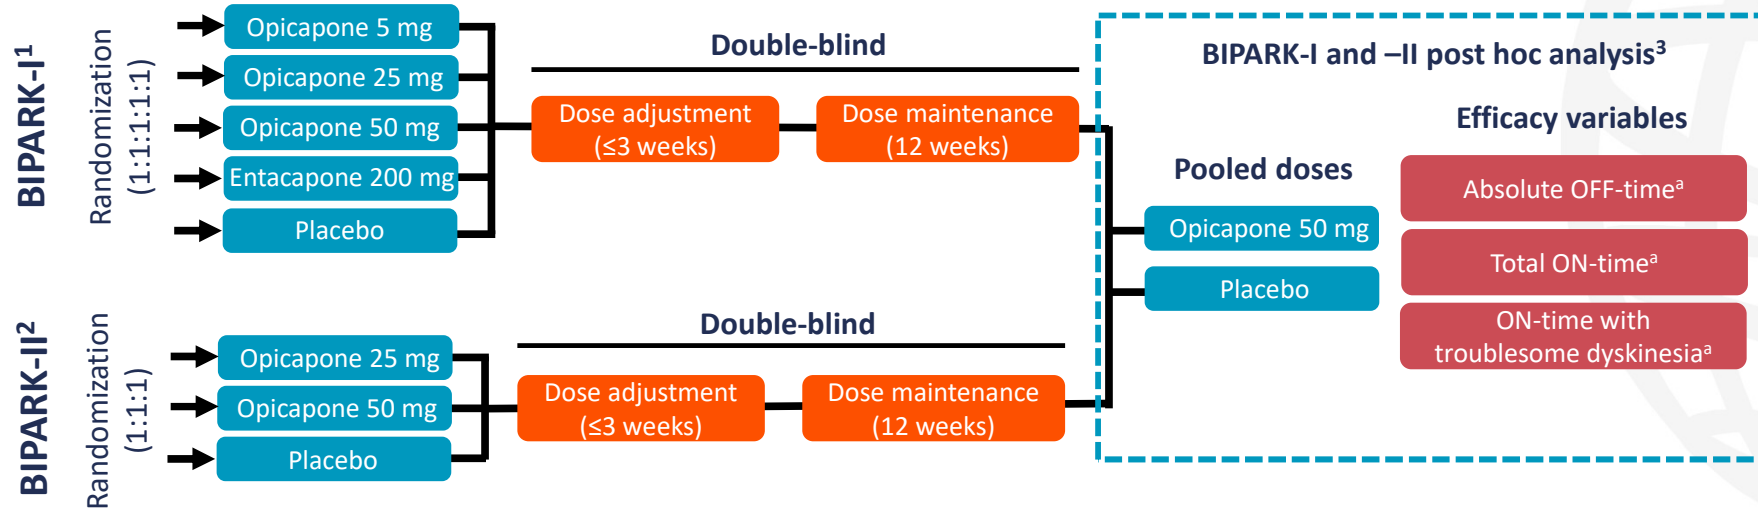 BIPARK-I¹
Randomization
(1:1:1:1:1)
Opicapone 5 mg
Opicapone 25 mg
Opicapone 50 mg
Entacapone 200 mg
Placebo
Double-blind
Dose adjustment
(≤3 weeks)
Dose maintenance
(12 weeks)
BIPARK-II²
Randomization
(1:1:1)
Opicapone 25 mg
Opicapone 50 mg
Placebo
Double-blind
Dose adjustment
(≤3 weeks)
Dose maintenance
(12 weeks)
BIPARK-I and –II post hoc analysis³
Pooled doses
Opicapone 50 mg
Placebo
Efficacy variables
Absolute OFF-timeᵃ
Total ON-timeᵃ
ON-time with
troublesome dyskinesiaᵃ